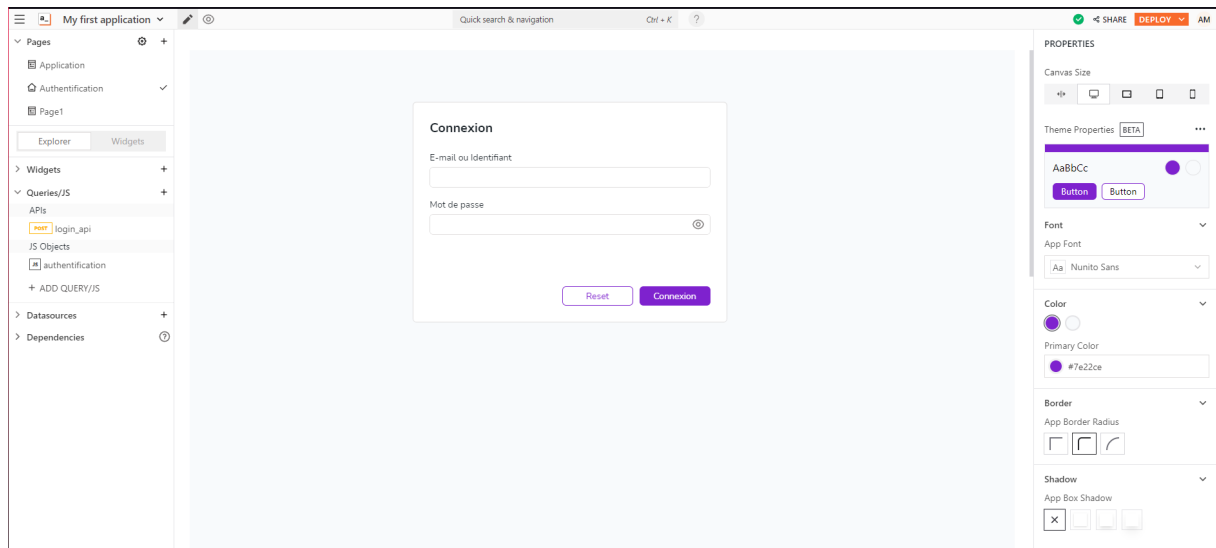 a_ My first application
Quick search & navigation Ctrl + K ?
SHARE DEPLOY AM
Pages
Application
Authentification
Page1
Explorer Widgets
Widgets
Queries/JS
APIs
POST login_api
JS Objects
JS authentification
+ ADD QUERY/JS
Datasources
Dependencies
Connexion
E-mail ou Identifiant
Mot de passe
Reset Connexion
PROPERTIES
Canvas Size
Theme Properties BETA
AaBbCc
Button Button
Font
App Font
Aa Nunito Sans
Color
Primary Color
#7e22ce
Border
App Border Radius
Shadow
App Box Shadow